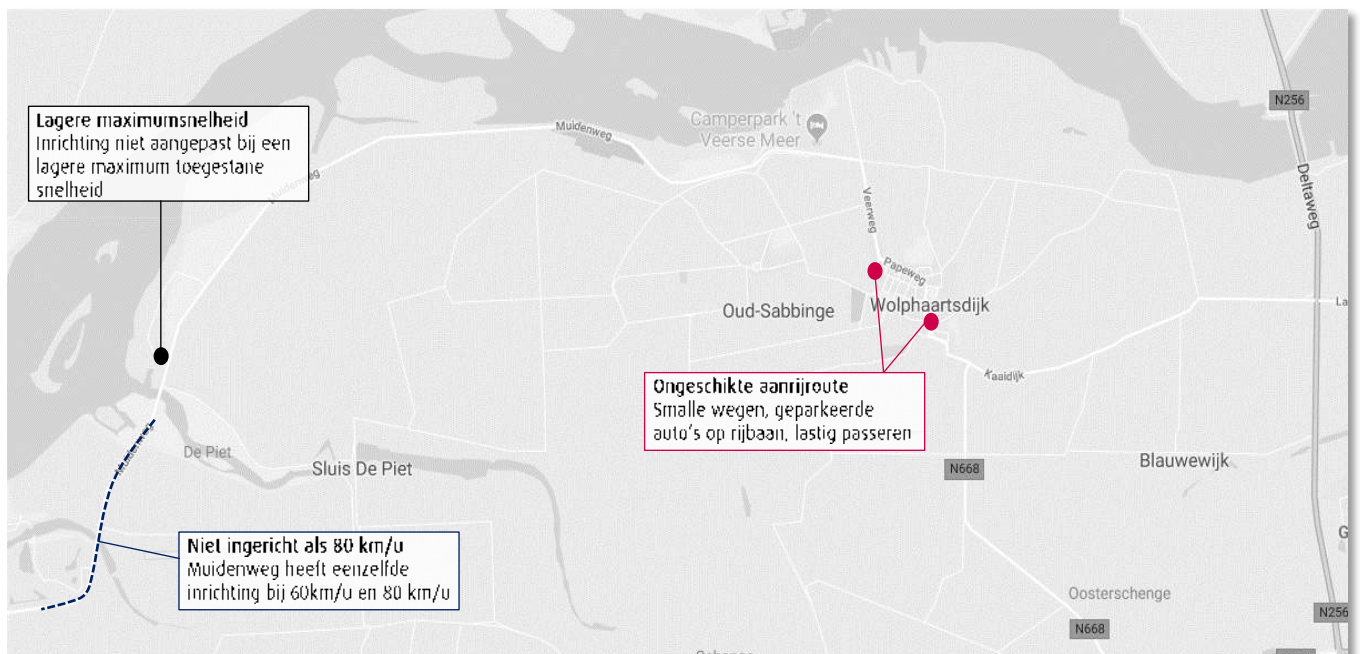 N256
Lagere maximumsnelheid
Inrichting niet aangepast bij een
lagere maximum toegestane
snelheid
Muidenweg
Camperpark 't
Veerse Meer
Muidenweg
Deltaweg
Veerweg
Papeweg
Oud-Sabbinge
Wolphaartsdijk
La
Ongeschikte aanrijroute
Smalle wegen, geparkeerde
auto's op rijbaan, lastig passeren
Kaaidijk
Muidenweg
De Piet
Sluis De Piet
N668
Blauwewijk
G
Niet ingericht als 80 km/u
Muidenweg heeft eenzelfde
inrichting bij 60km/u en 80 km/u
Oosterschenge
N256
N668